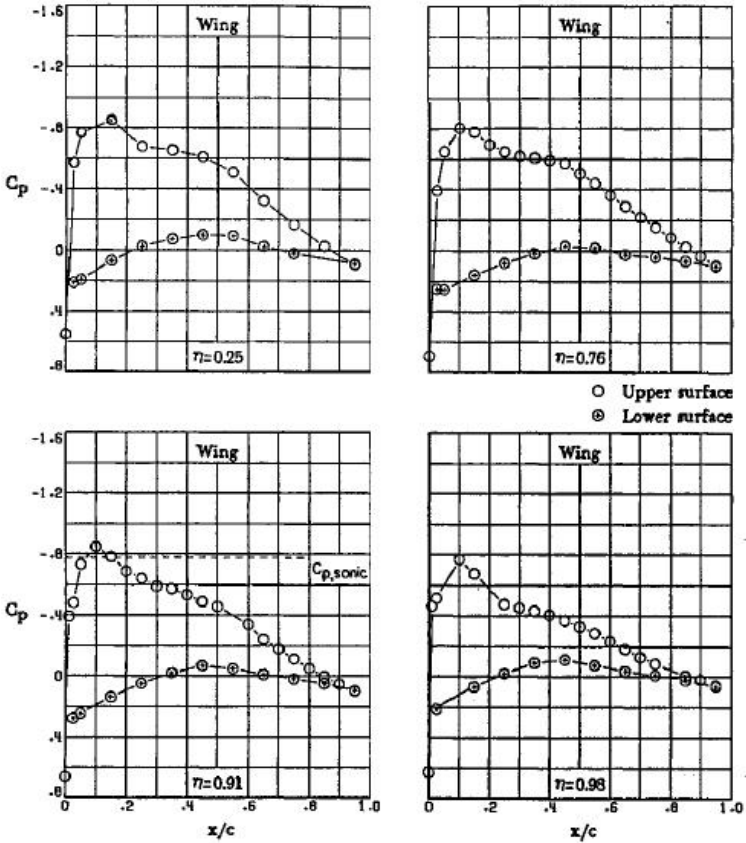 -1.6
Wing
Wing
-1.2
-.8
Cp
-.4
0
.4
.8
η=0.25
η=0.76
○ Upper surface
⊕ Lower surface
-1.6
Wing
Wing
-1.2
-.8
Cp,sonic
-.4
Cp
0
.4
.8
η=0.91
η=0.98
0 .2 .4 .6 .8 1.0
0 .2 .4 .6 .8 1.0
x/c
x/c